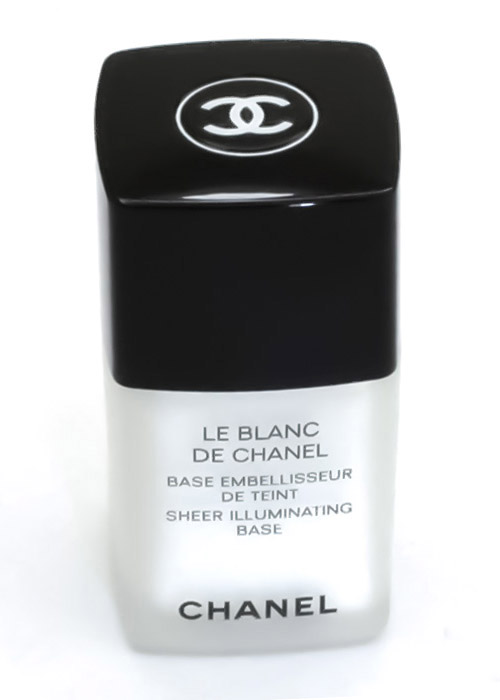 LE BLANC
DE CHANEL
BASE EMBELLISSEUR
DE TEINT
SHEER ILLUMINATING
BASE
CHANEL